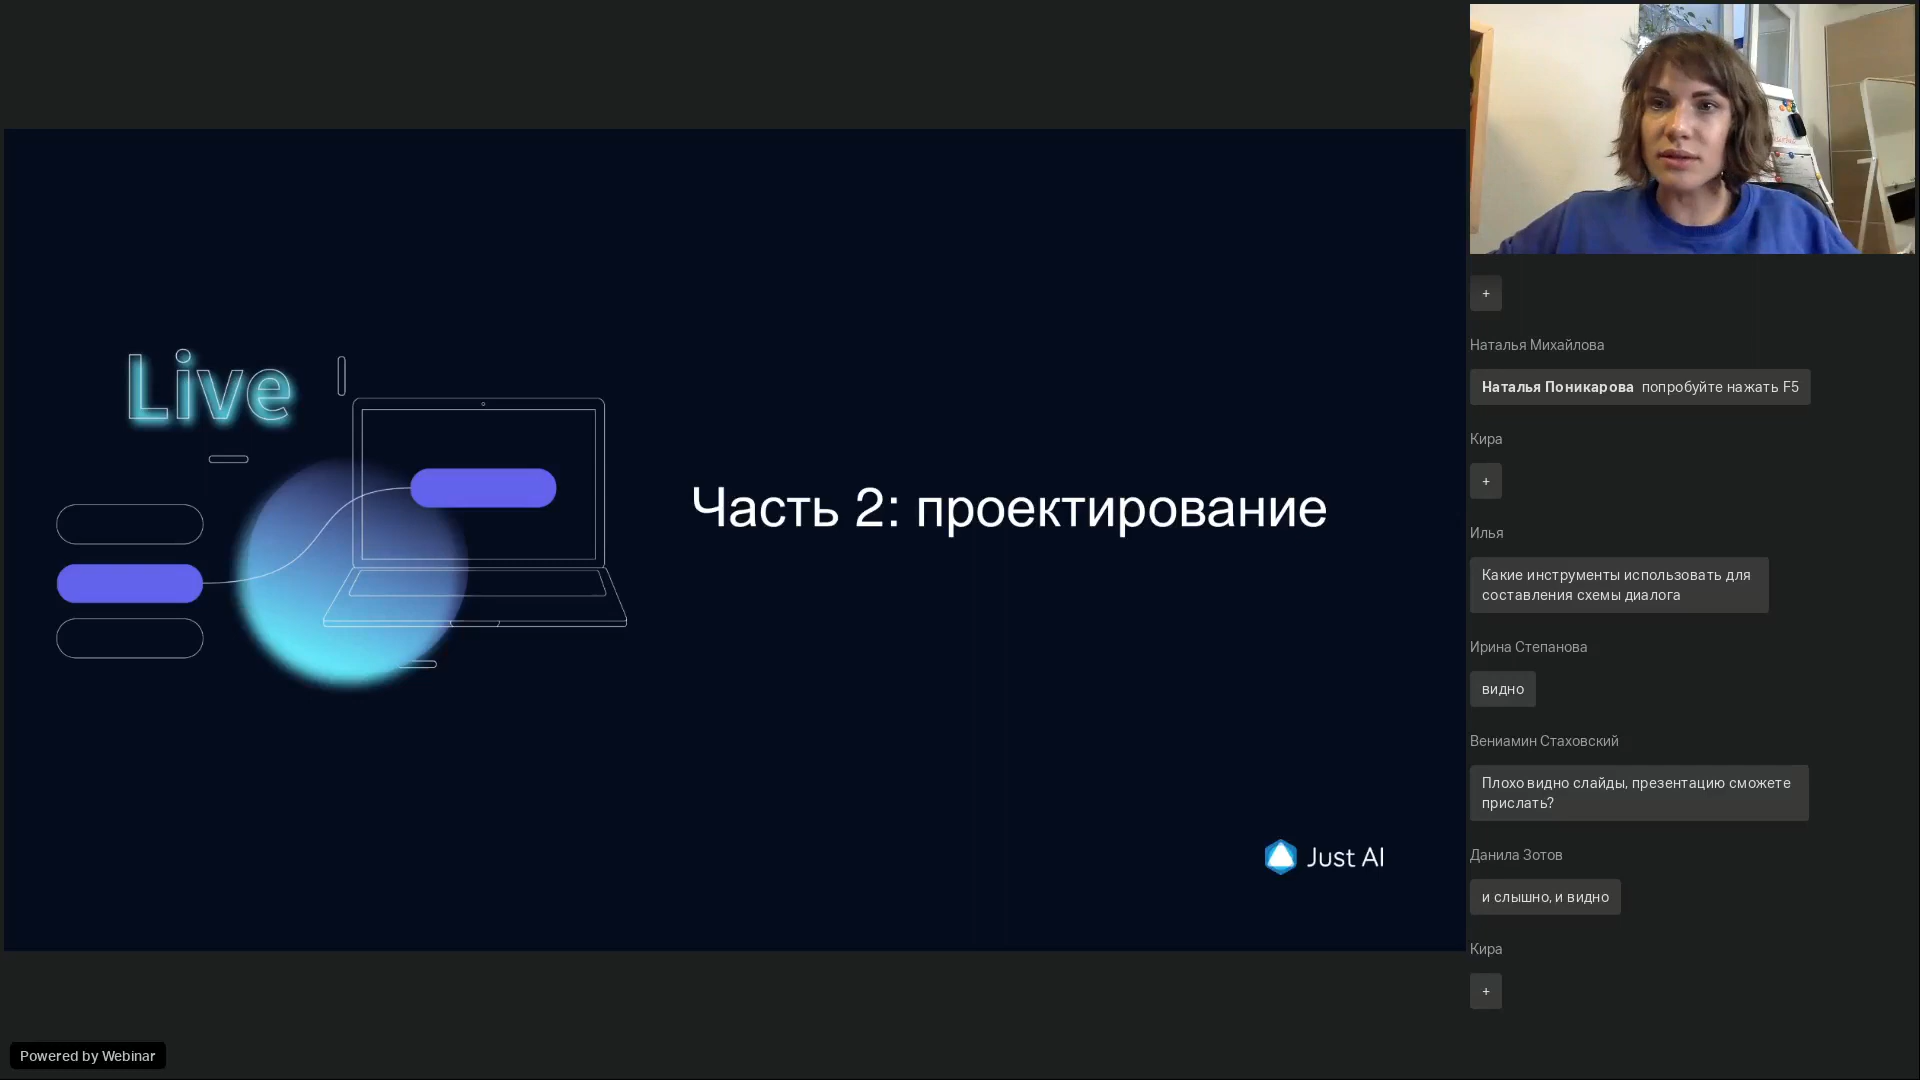 Live
Часть 2: проектирование
Just AI
+
Наталья Михайлова
Наталья Поникарова попробуйте нажать F5
Кира
+
Илья
Какие инструменты использовать для
составления схемы диалога
Ирина Степанова
видно
Вениамин Стаховский
Плохо видно слайды, презентацию сможете
прислать?
Данила Зотов
и слышно, и видно
Кира
+
Powered by Webinar